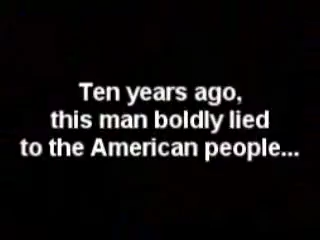 Ten years ago,
this man boldly lied
to the American people...